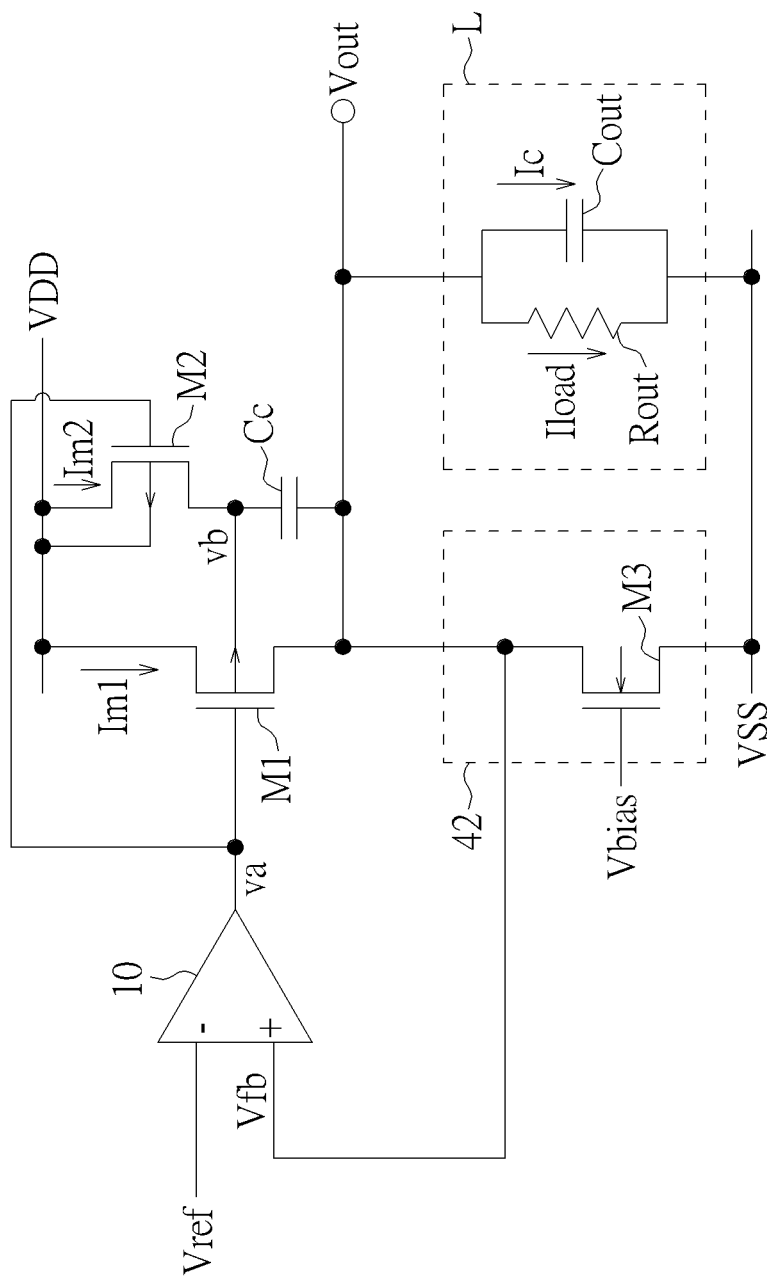 VDD
Im1
Im2
M2
vb
Cc
Vout
va
M1
10
-
+
Vref
Vfb
42
Vbias
M3
VSS
L
Ic
Cout
Iload
Rout